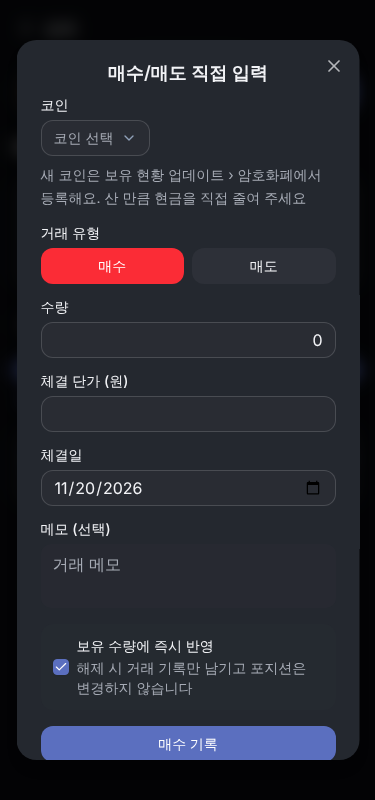 매수/매도 직접 입력
코인
코인 선택
새 코인은 보유 현황 업데이트 › 암호화폐에서
등록해요. 산 만큼 현금을 직접 줄여 주세요
거래 유형
매수
매도
수량
0
체결 단가 (원)
체결일
11/20/2026
메모 (선택)
거래 메모
보유 수량에 즉시 반영
해제 시 거래 기록만 남기고 포지션은
변경하지 않습니다
매수 기록